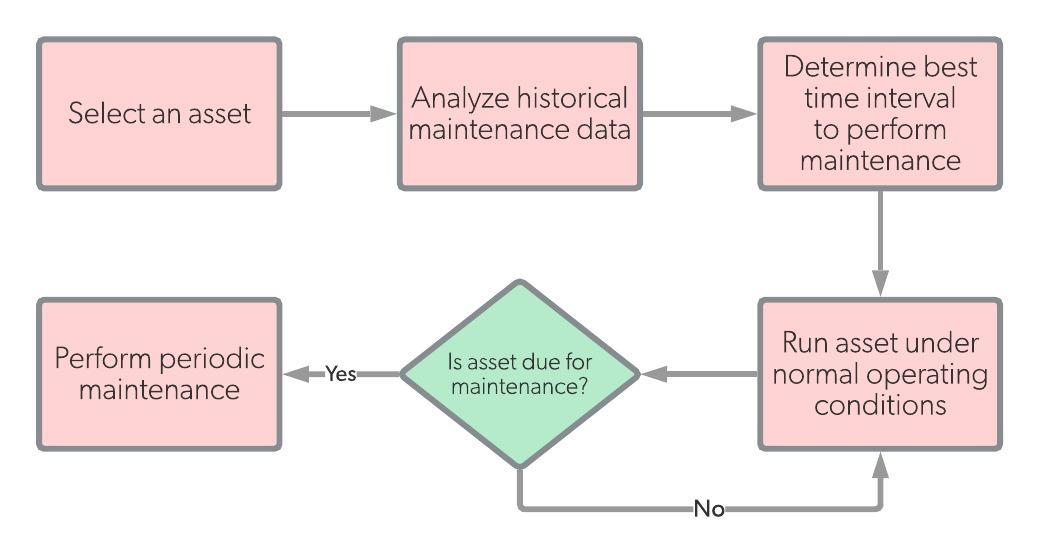 Select an asset
Analyze historical
maintenance data
Determine best
time interval
to perform
maintenance
Run asset under
normal operating
conditions
Is asset due for
maintenance?
Yes
Perform periodic
maintenance
No